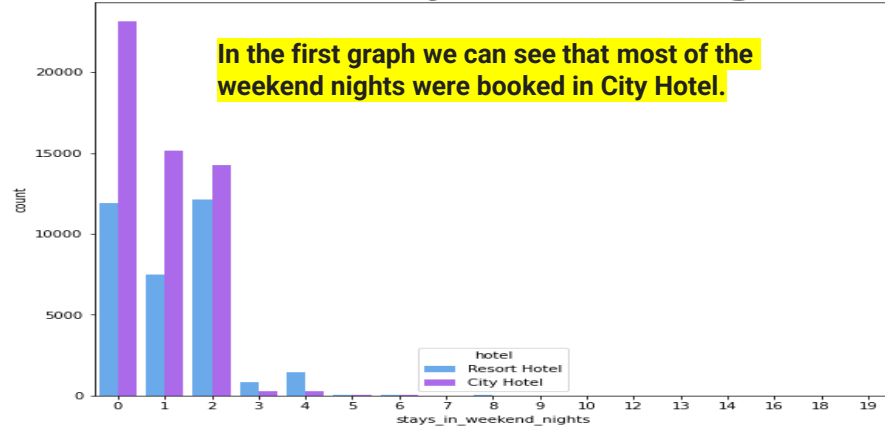 In the first graph we can see that most of the
weekend nights were booked in City Hotel.
20000
15000
10000
5000
0
count
hotel
Resort Hotel
City Hotel
0 1 2 3 4 5 6 7 8 9 10 12 13 14 16 18 19
stays_in_weekend_nights